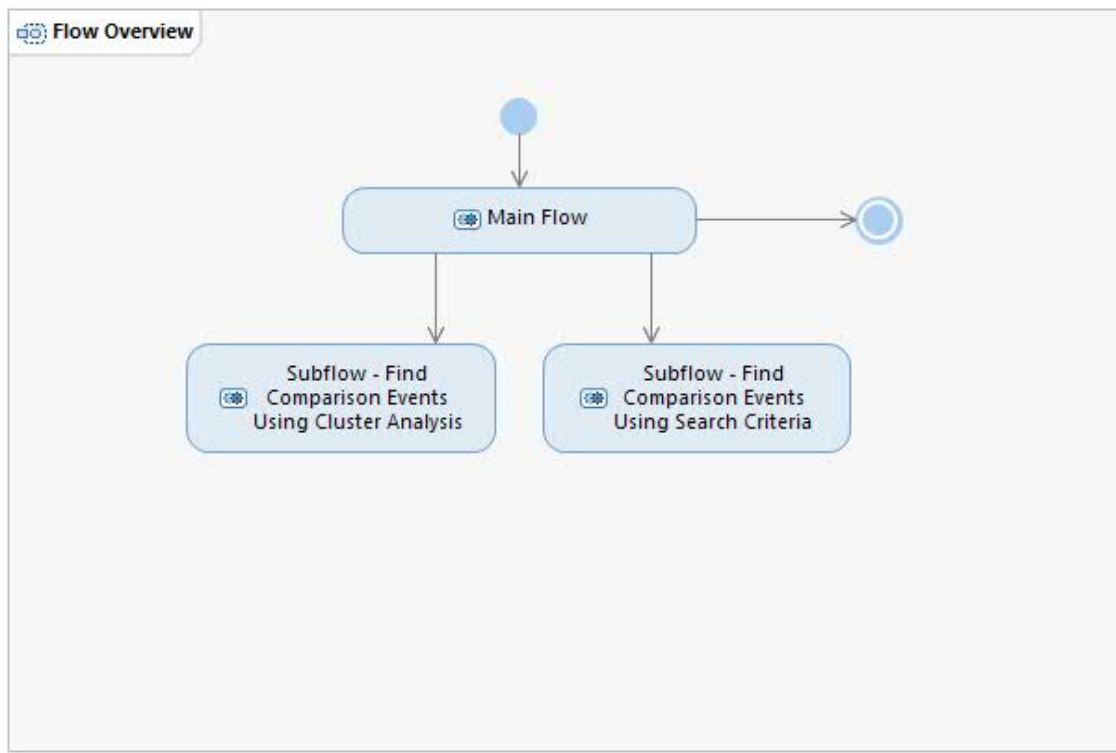 Flow Overview
Main Flow
Subflow - Find
Comparison Events
Using Cluster Analysis
Subflow - Find
Comparison Events
Using Search Criteria